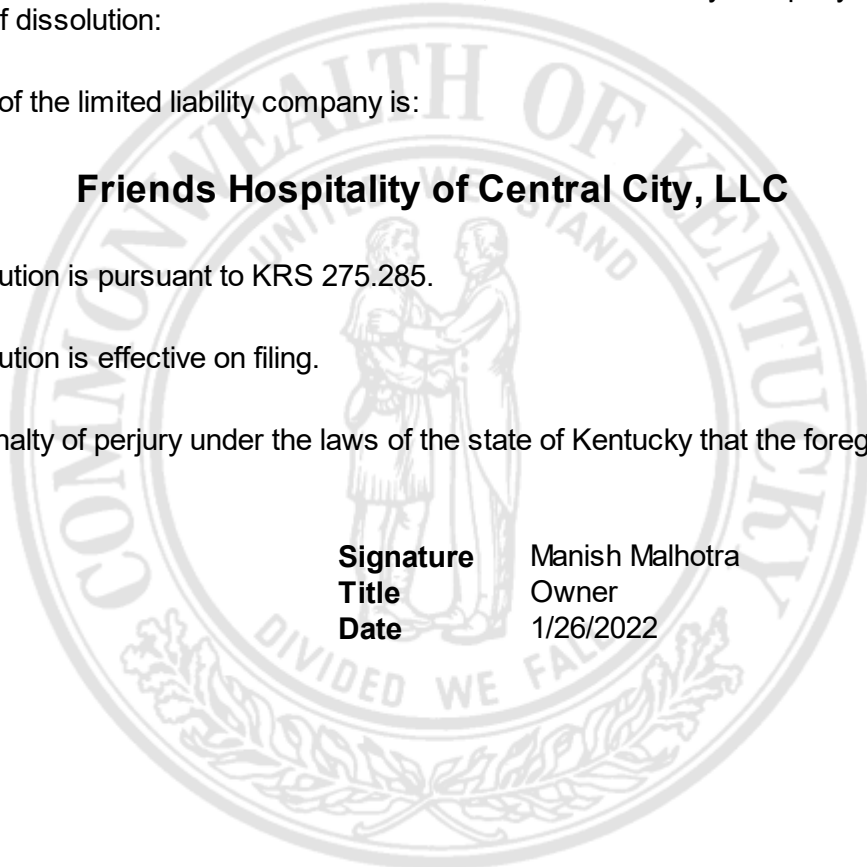 f dissolution:
of the limited liability company is:
Friends Hospitality of Central City, LLC
ution is pursuant to KRS 275.285.
ution is effective on filing.
nalty of perjury under the laws of the state of Kentucky that the foreg
Signature Manish Malhotra
Title Owner
Date 1/26/2022
COMMONWEALTH OF KENTUCKY
UNITED WE STAND
DIVIDED WE FALL